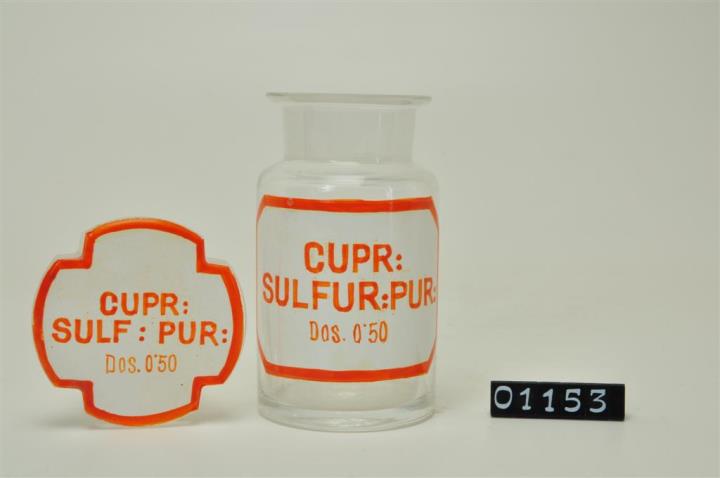 CUPR:
SULF: PUR:
Dos. 0·50
CUPR:
SULFUR:PUR:
Dos. 0·50
01153